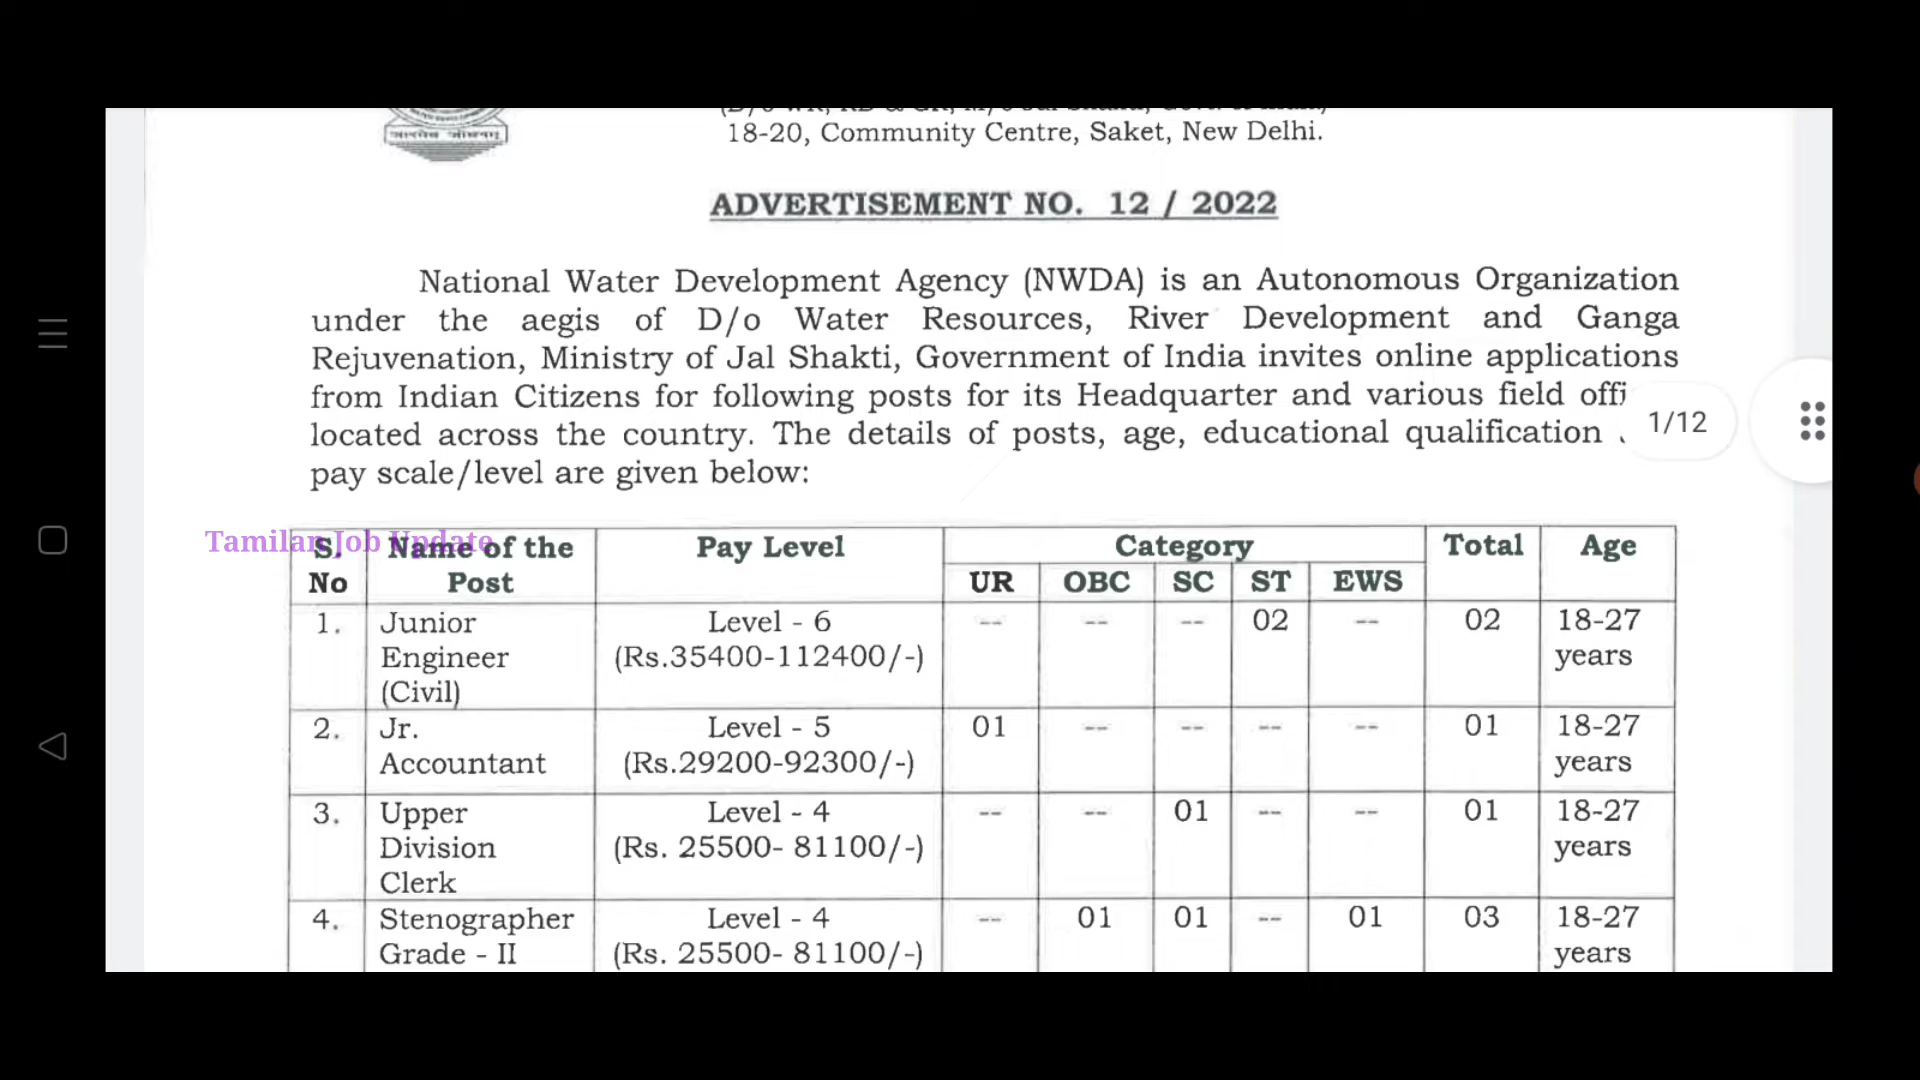 18-20, Community Centre, Saket, New Delhi.
ADVERTISEMENT NO. 12 / 2022
National Water Development Agency (NWDA) is an Autonomous Organization
under the aegis of D/o Water Resources, River Development and Ganga
Rejuvenation, Ministry of Jal Shakti, Government of India invites online applications
from Indian Citizens for following posts for its Headquarter and various field offi
located across the country. The details of posts, age, educational qualification
pay scale/level are given below:
1/12
Tamilan Job Update
S. No Name of the Post Pay Level Category Total Age
UR OBC SC ST EWS
1. Junior Engineer (Civil) Level - 6 (Rs.35400-112400/-) -- -- -- 02 -- 02 18-27 years
2. Jr. Accountant Level - 5 (Rs.29200-92300/-) 01 -- -- -- -- 01 18-27 years
3. Upper Division Clerk Level - 4 (Rs. 25500- 81100/-) -- -- 01 -- -- 01 18-27 years
4. Stenographer Grade - II Level - 4 (Rs. 25500- 81100/-) -- 01 01 -- 01 03 18-27 years